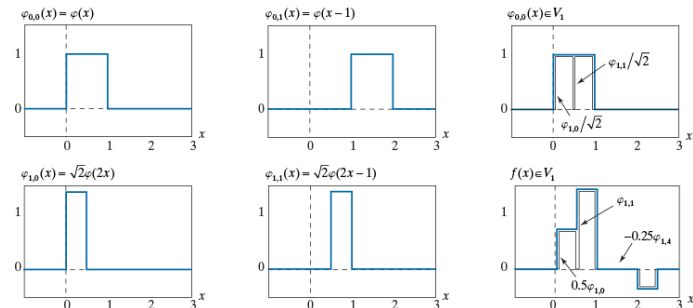 φ0,0(x) = φ(x)
φ0,1(x) = φ(x − 1)
φ0,0(x) ∈ V1
1
0
0 1 2 3 x
1
0
0 1 2 3 x
1
0
φ1,1/√2
φ1,0/√2
0 1 2 3 x
φ1,0(x) = √2φ(2x)
φ1,1(x) = √2φ(2x − 1)
f(x) ∈ V1
1
0
0 1 2 3 x
1
0
0 1 2 3 x
1
0
φ1,1
−0.25φ1,4
0.5φ1,0
0 1 2 3 x